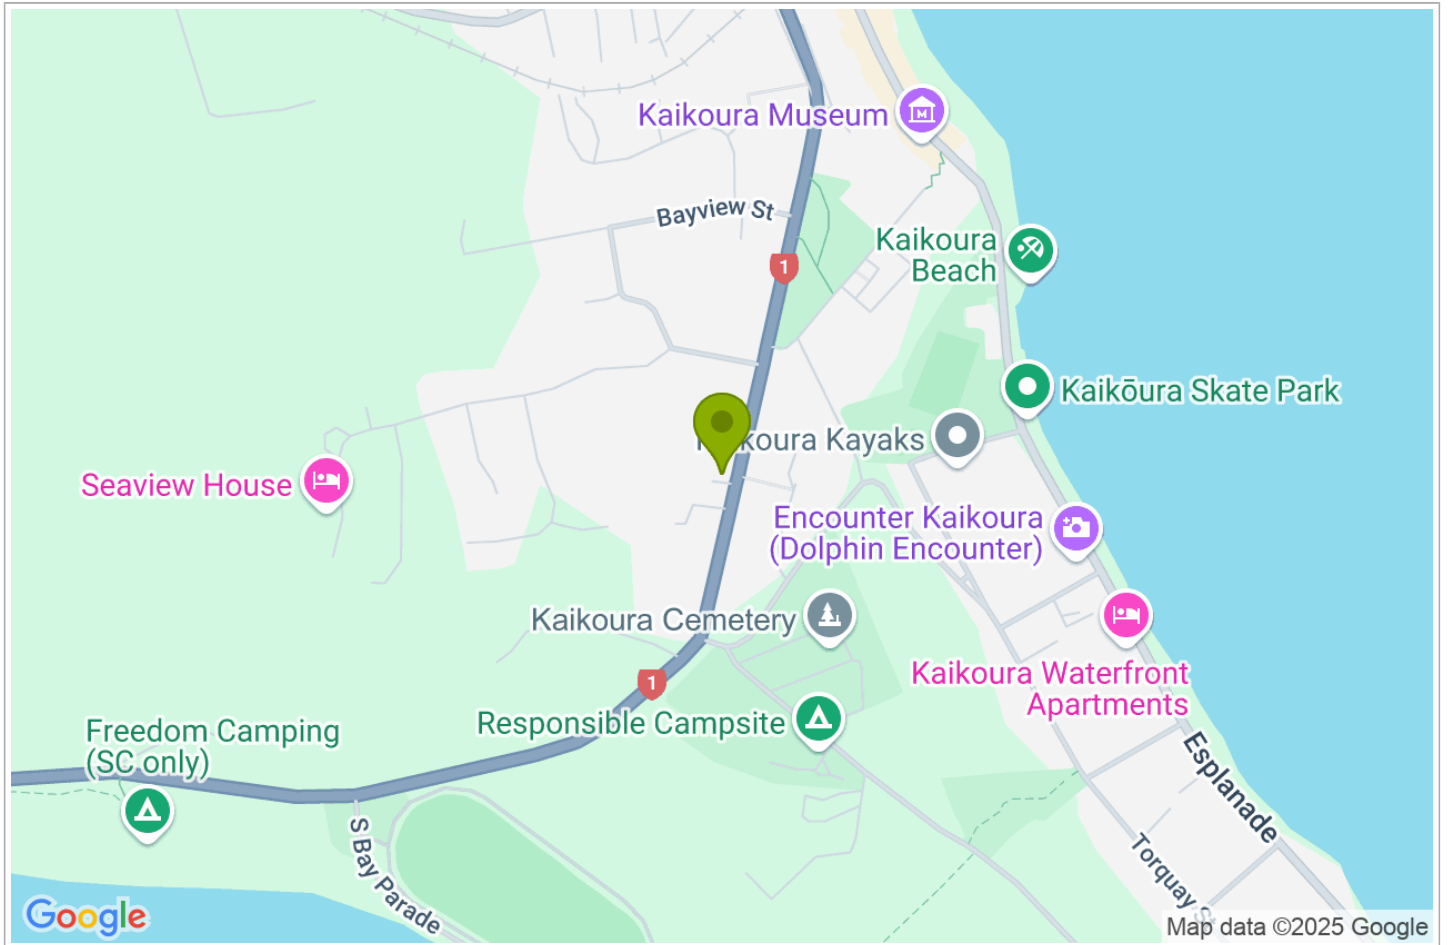 Kaikoura Museum
Bayview St
Kaikoura
Beach
1
Kaikōura Skate Park
koura Kayaks
Seaview House
Encounter Kaikoura
(Dolphin Encounter)
Kaikoura Cemetery
Kaikoura Waterfront
Apartments
1
Responsible Campsite
Freedom Camping
(SC only)
Esplanade
S Bay Parade
Torquay St
Google
Map data ©2025 Google